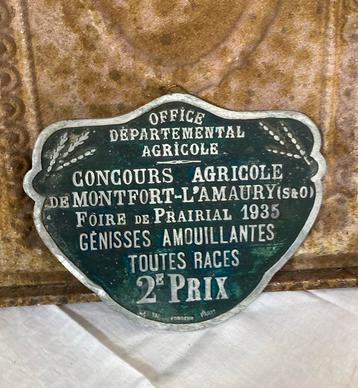 OFFICE
DÉPARTEMENTAL
AGRICOLE
CONCOURS AGRICOLE
DE MONTFORT-L'AMAURY (S&O)
FOIRE DE PRAIRIAL 1935
GÉNISSES AMOUILLANTES
TOUTES RACES
2E PRIX